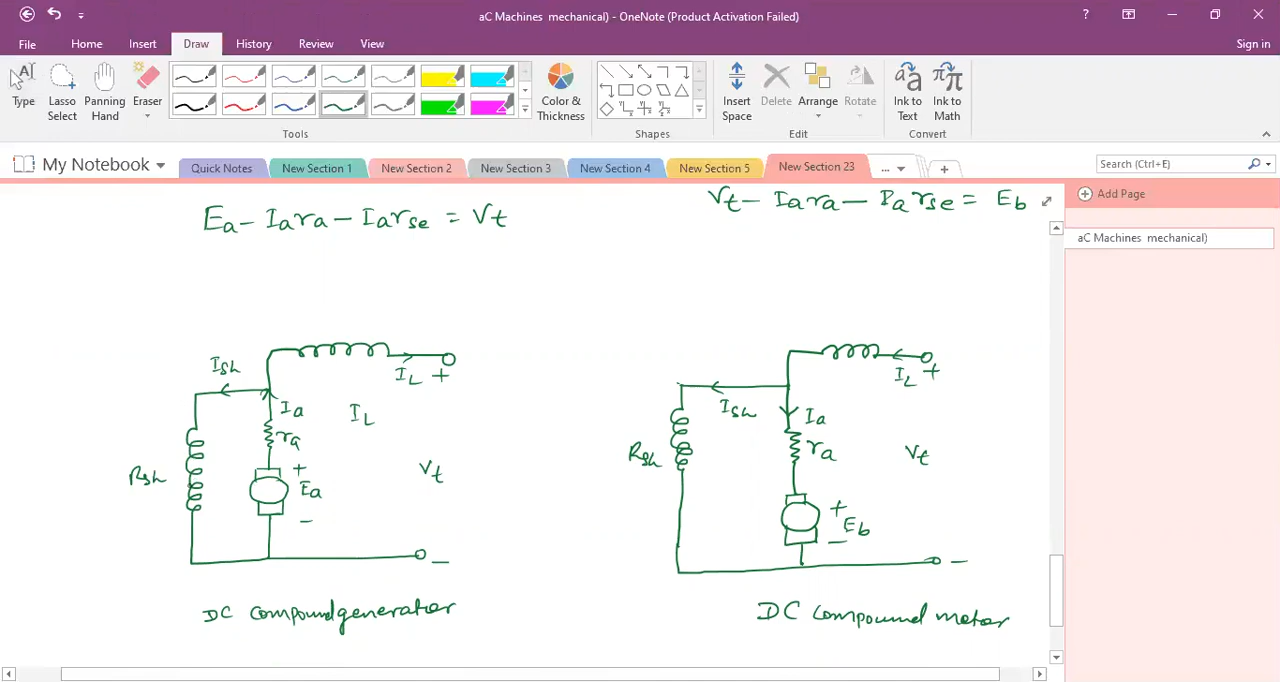 aC Machines mechanical) - OneNote (Product Activation Failed)
?
File Home Insert Draw History Review View
Sign in
Type
Lasso Select
Panning Hand
Eraser
Color & Thickness
Insert Space
Delete
Arrange
Rotate
Ink to Text
Ink to Math
Tools
Shapes
Edit
Convert
My Notebook
Quick Notes
New Section 1
New Section 2
New Section 3
New Section 4
New Section 5
New Section 23
...
Search (Ctrl+E)
Add Page
aC Machines mechanical)
Ea - Iara - Iarse = Vt
Vt - Iara - Iarse = Eb
Ish
IL +
Ia
IL
ra
Rsh
+
Ea
-
Vt
-
DC compound generator
IL +
Ish
Ia
ra
Rsh
Vt
+
Eb
-
-
DC compound motor